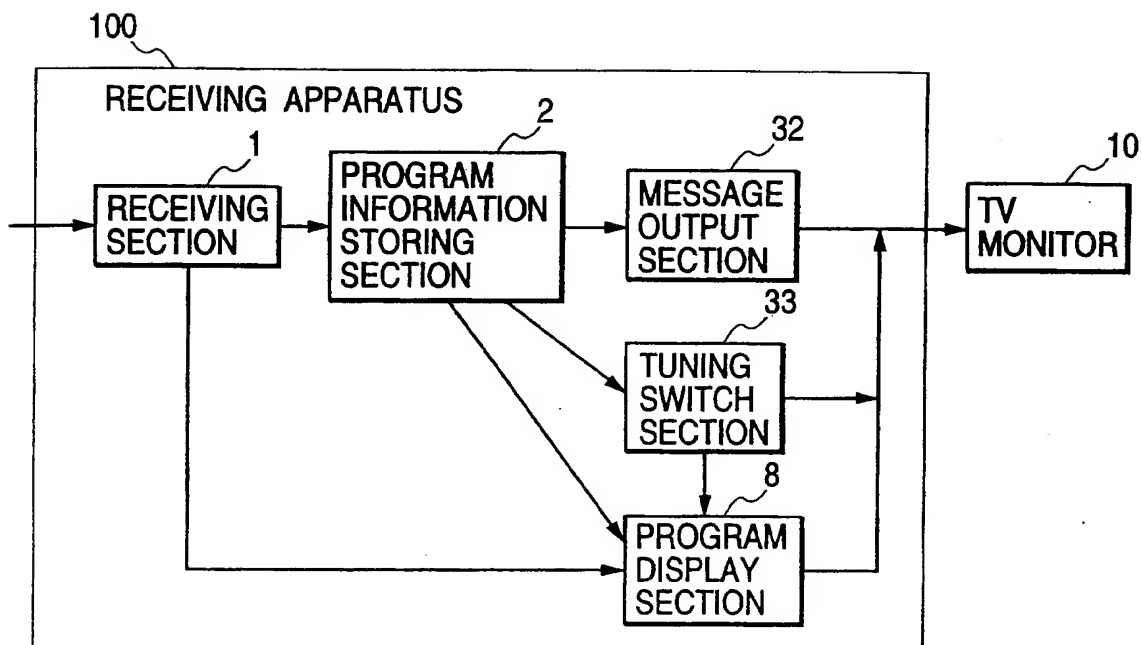 100
RECEIVING APPARATUS
1
RECEIVING
SECTION
2
PROGRAM
INFORMATION
STORING
SECTION
32
MESSAGE
OUTPUT
SECTION
10
TV
MONITOR
33
TUNING
SWITCH
SECTION
8
PROGRAM
DISPLAY
SECTION